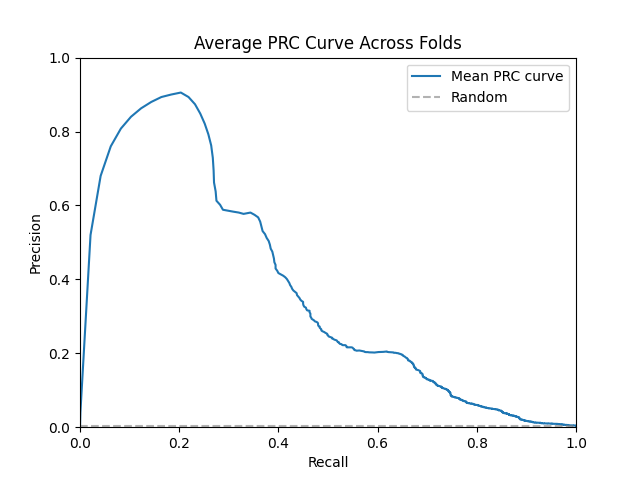 Average PRC Curve Across Folds
Mean PRC curve
Random
Precision
1.0
0.8
0.6
0.4
0.2
0.0
0.0 0.2 0.4 0.6 0.8 1.0
Recall